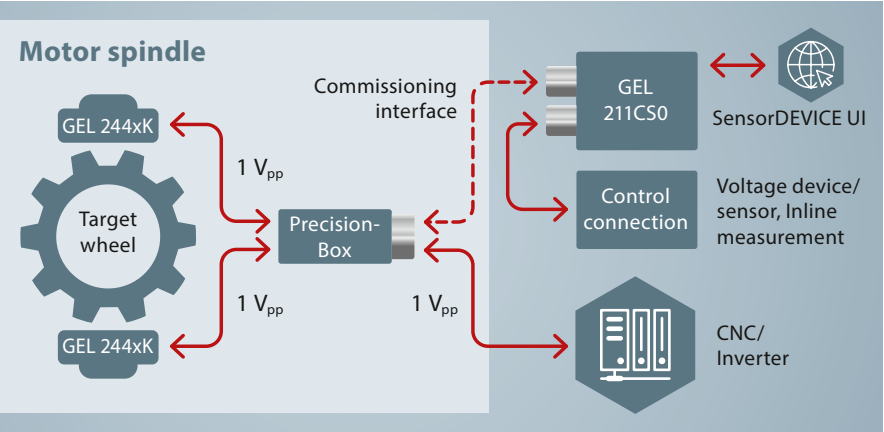 Motor spindle
GEL 244xK
1 Vpp
Target
wheel
Precision-
Box
1 Vpp
GEL 244xK
1 Vpp
Commissioning
interface
GEL
211CS0
SensorDEVICE UI
Control
connection
Voltage device/
sensor, Inline
measurement
CNC/
Inverter